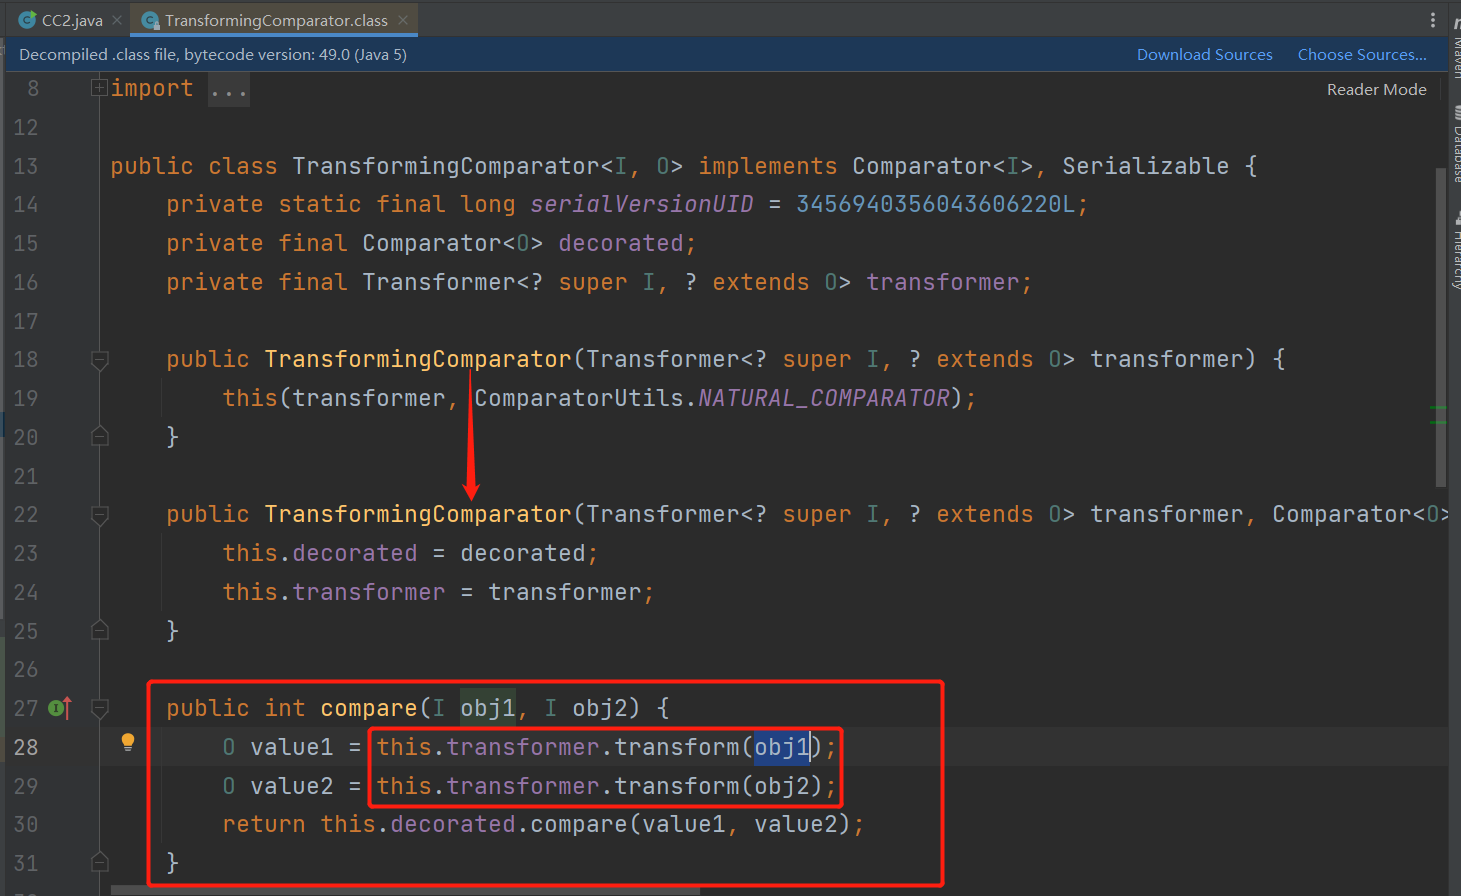 CC2.java TransformingComparator.class
Decompiled .class file, bytecode version: 49.0 (Java 5) Download Sources Choose Sources...
Reader Mode
8 import ...
12
13 public class TransformingComparator<I, O> implements Comparator<I>, Serializable {
14 private static final long serialVersionUID = 3456940356043606220L;
15 private final Comparator<O> decorated;
16 private final Transformer<? super I, ? extends O> transformer;
17
18 public TransformingComparator(Transformer<? super I, ? extends O> transformer) {
19 this(transformer, ComparatorUtils.NATURAL_COMPARATOR);
20 }
21
22 public TransformingComparator(Transformer<? super I, ? extends O> transformer, Comparator<O>
23 this.decorated = decorated;
24 this.transformer = transformer;
25 }
26
27 public int compare(I obj1, I obj2) {
28 O value1 = this.transformer.transform(obj1);
29 O value2 = this.transformer.transform(obj2);
30 return this.decorated.compare(value1, value2);
31 }
Maven
Database
Hierarchy